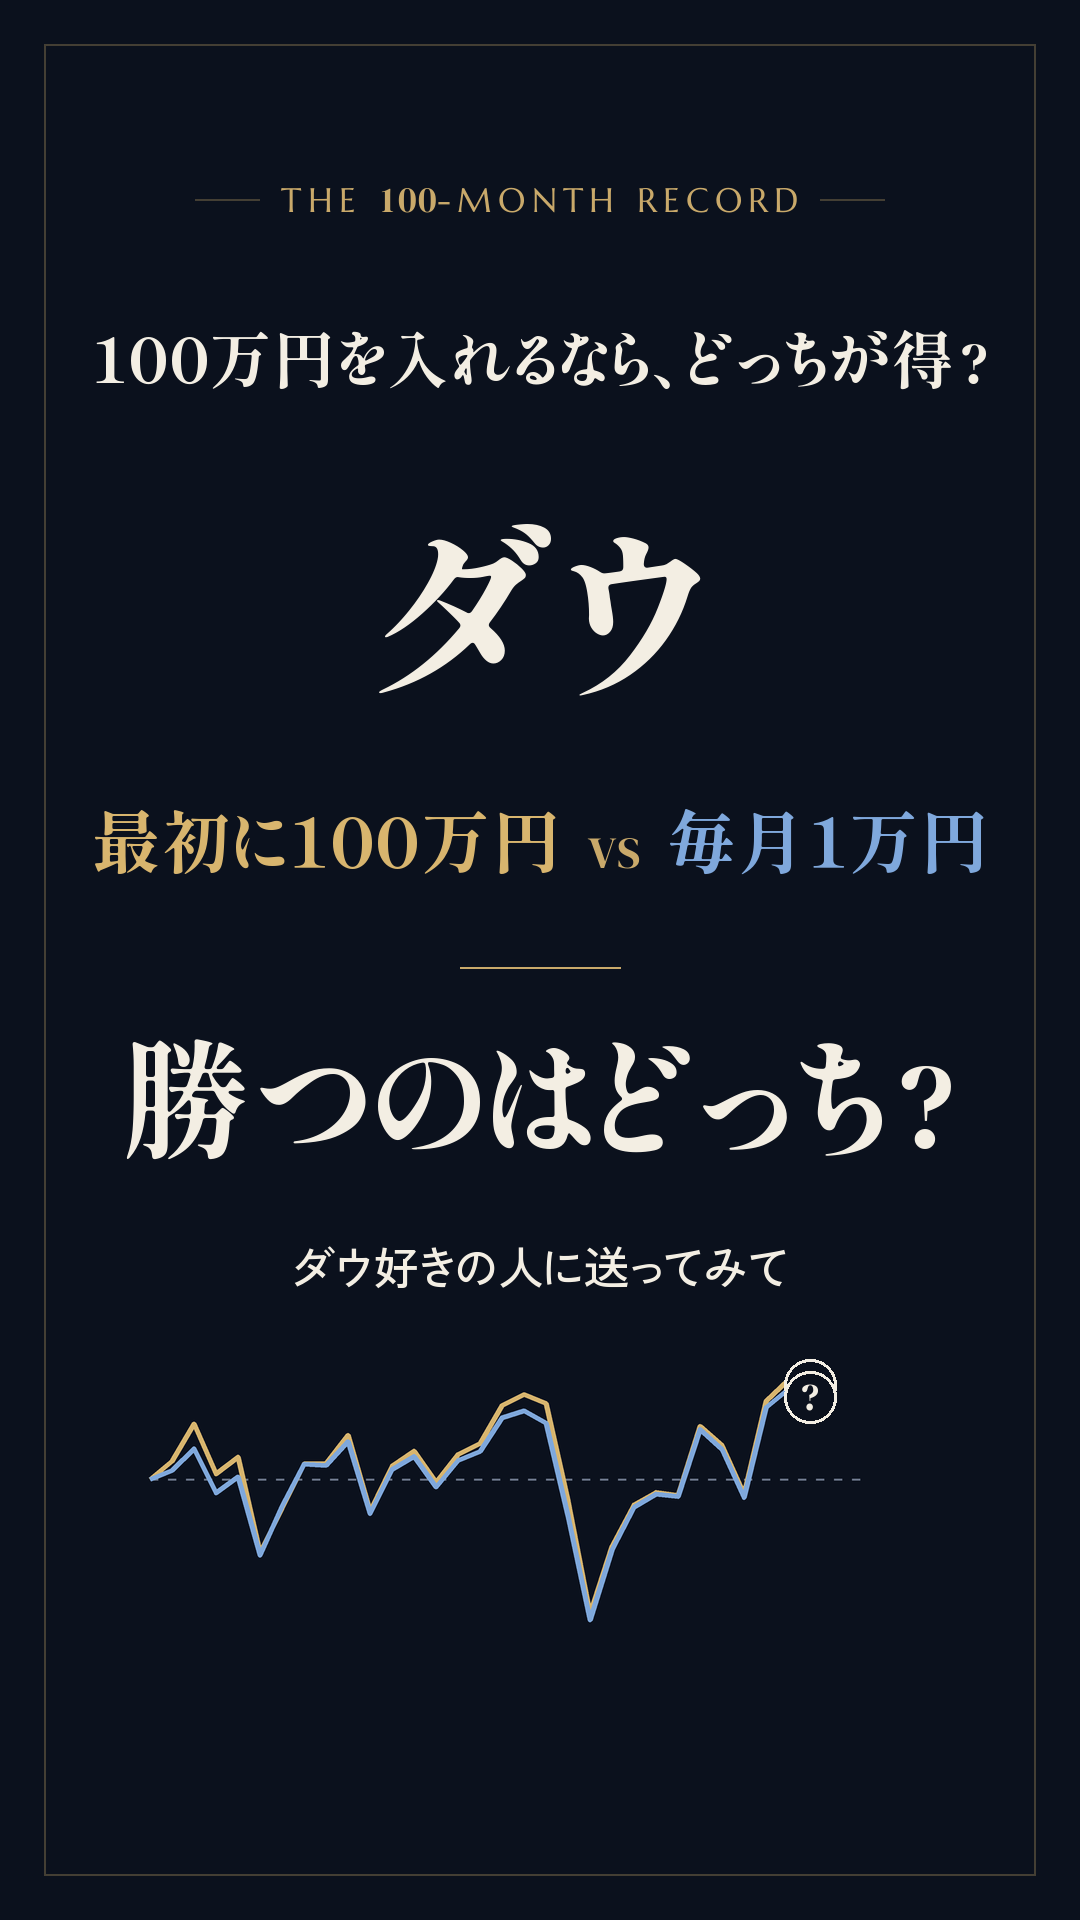 THE 100-MONTH RECORD
100万円を入れるなら、どっちが得?
ダウ
最初に100万円 vs 毎月1万円
勝つのはどっち?
ダウ好きの人に送ってみて
?